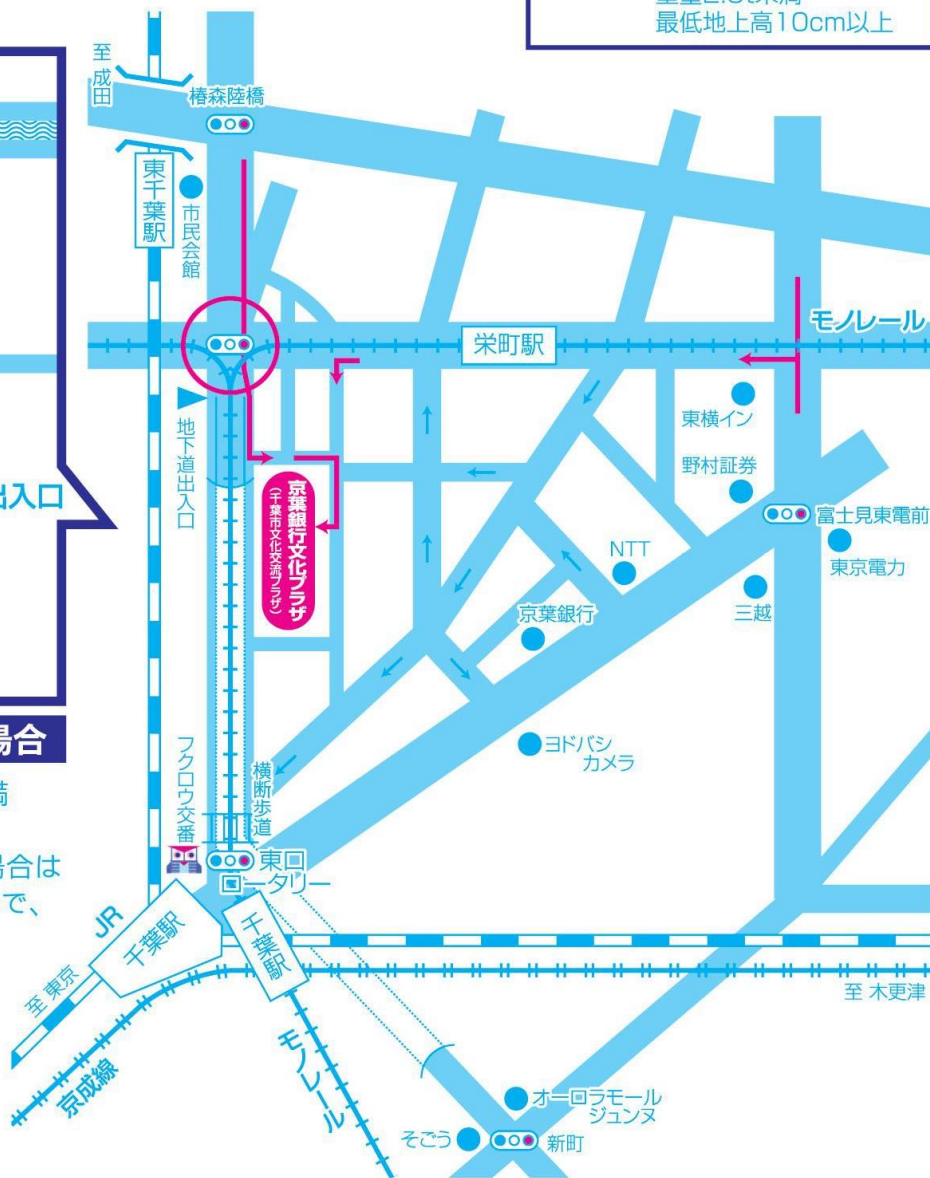 最低地上高10cm以上
至 成田
椿森陸橋
東千葉駅
市民会館
モノレール
栄町駅
地下道出入口
東横イン
野村証券
出入口
京葉銀行文化プラザ
(千葉市文化交流プラザ)
富士見東電前
NTT
東京電力
三越
京葉銀行
場合
フクロウ交番
横断歩道
ヨドバシ
カメラ
満
場合は
で、
東口
ロータリー
JR
千葉駅
千葉駅
至 東京
至 木更津
京成線
モノレール
オーロラモール
ジュンヌ
そごう
新町